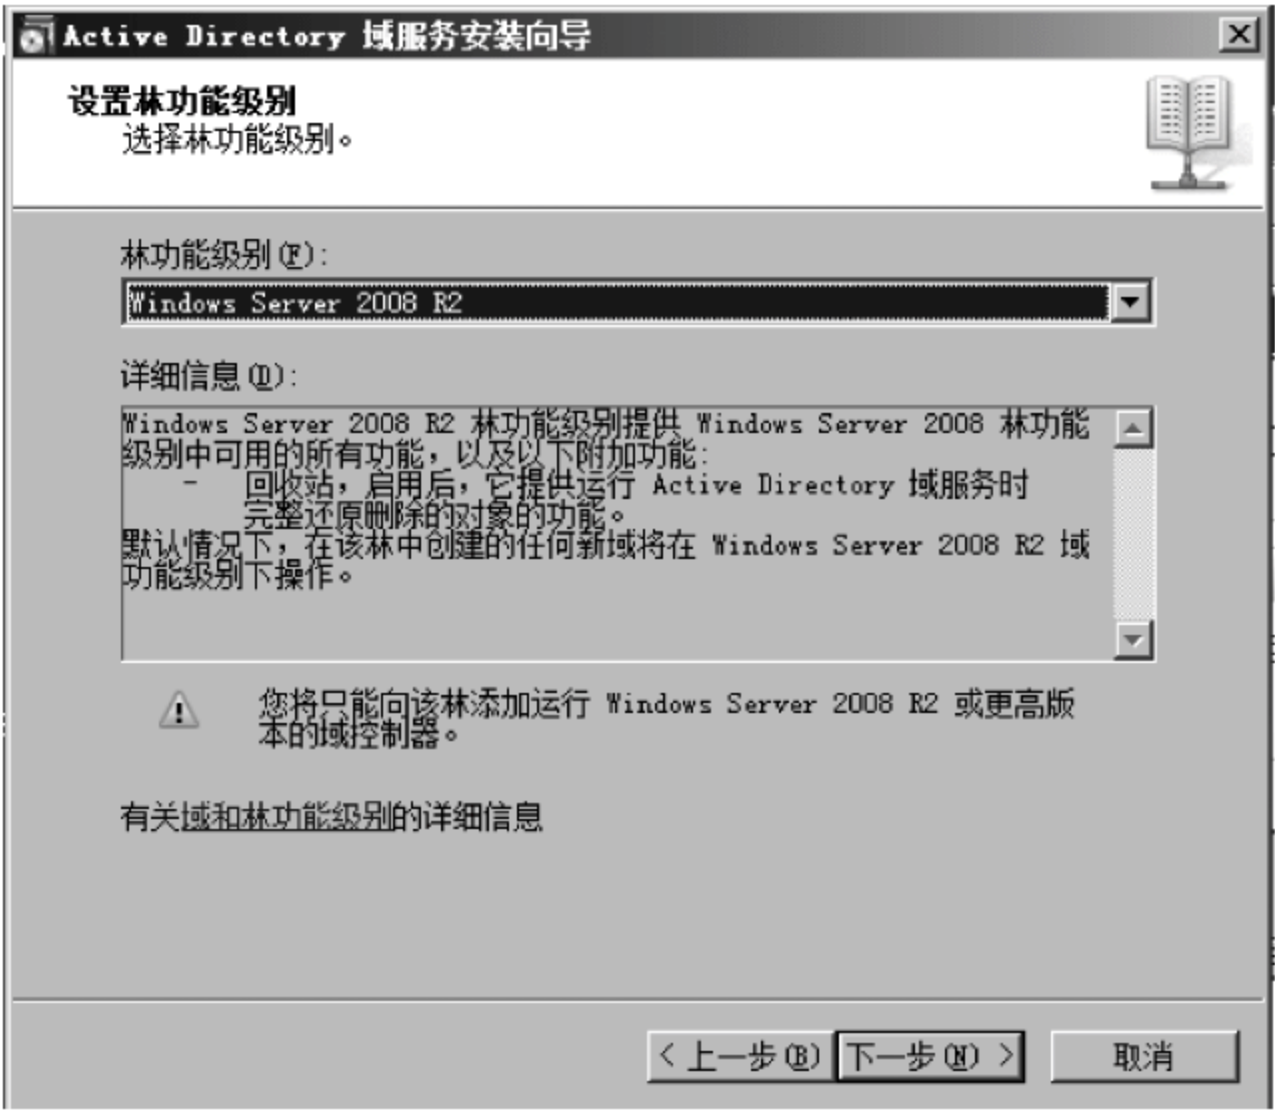 Active Directory 域服务安装向导
设置林功能级别
选择林功能级别。
林功能级别(F):
Windows Server 2008 R2
详细信息(D):
Windows Server 2008 R2 林功能级别提供 Windows Server 2008 林功能
级别中可用的所有功能，以及以下附加功能:
- 回收站，启用后，它提供运行 Active Directory 域服务时
完整还原删除的对象的功能。
默认情况下，在该林中创建的任何新域将在 Windows Server 2008 R2 域
功能级别下操作。
您将只能向该林添加运行 Windows Server 2008 R2 或更高版
本的域控制器。
有关域和林功能级别的详细信息
< 上一步(B) 下一步(N) > 取消